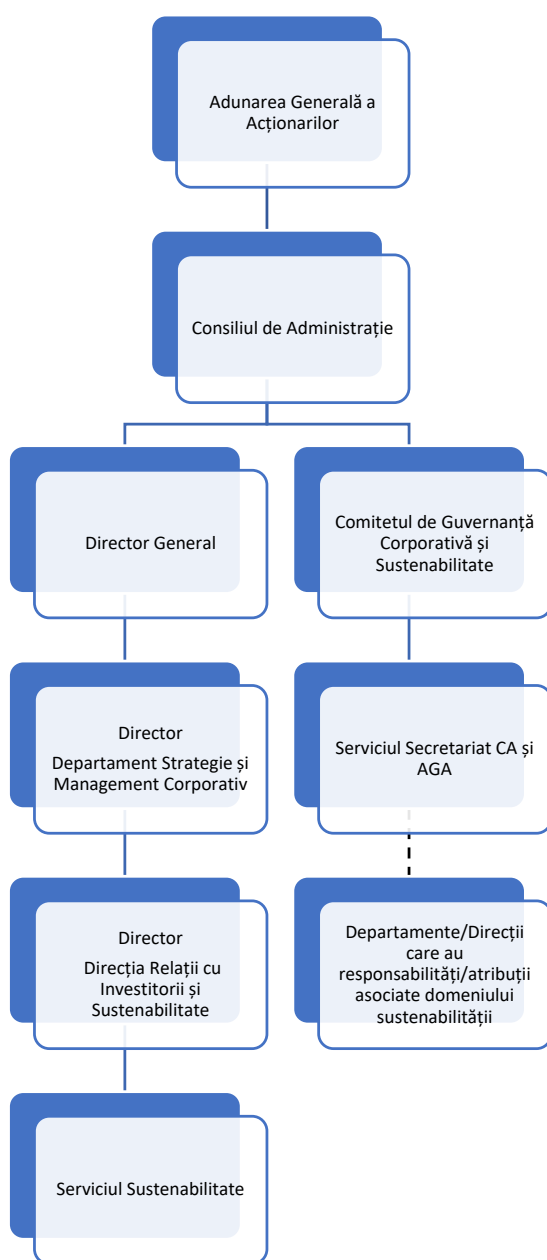 Adunarea Generală a
Acționarilor
Consiliul de Administrație
Director General
Comitetul de Guvernanță
Corporativă și
Sustenabilitate
Director
Departament Strategie și
Management Corporativ
Serviciul Secretariat CA și
AGA
Director
Direcția Relații cu
Investitorii și
Sustenabilitate
Departamente/Direcții
care au
responsabilități/atribuții
asociate domeniului
sustenabilității
Serviciul Sustenabilitate